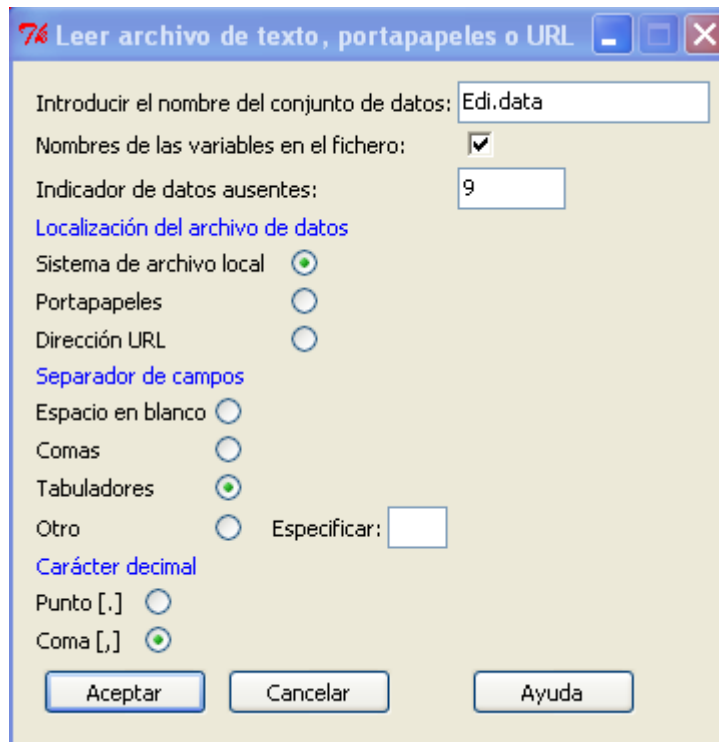 Leer archivo de texto, portapapeles o URL
Introducir el nombre del conjunto de datos: Edi.data
Nombres de las variables en el fichero:
Indicador de datos ausentes: 9
Localización del archivo de datos
Sistema de archivo local
Portapapeles
Dirección URL
Separador de campos
Espacio en blanco
Comas
Tabuladores
Otro Especificar:
Carácter decimal
Punto [.]
Coma [,]
Aceptar Cancelar Ayuda